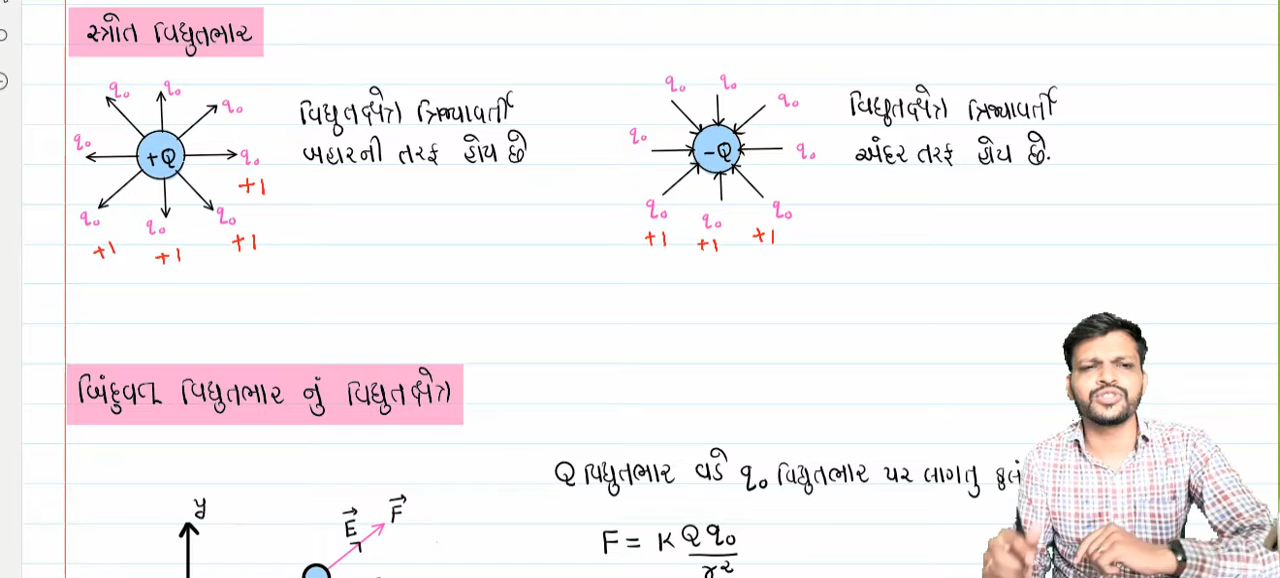 સ્ત્રોત વિદ્યુતભાર
q₀ q₀ q₀
q₀ +Q q₀
+1
q₀ q₀ q₀
+1 +1 +1
વિદ્યુતક્ષેત્ર ત્રિજ્યાવર્તી
બહારની તરફ હોય છે
q₀ q₀ q₀
q₀ -Q q₀
q₀ q₀ q₀
+1 +1 +1
વિદ્યુતક્ષેત્ર ત્રિજ્યાવર્તી
અંદર તરફ હોય છે.
બિંદુવત્ વિદ્યુતભાર નું વિદ્યુતક્ષેત્ર
Q વિદ્યુતભાર વડે q₀ વિદ્યુતભાર પર લાગતુ
y
E⃗ F⃗
F = K Qq₀
r²